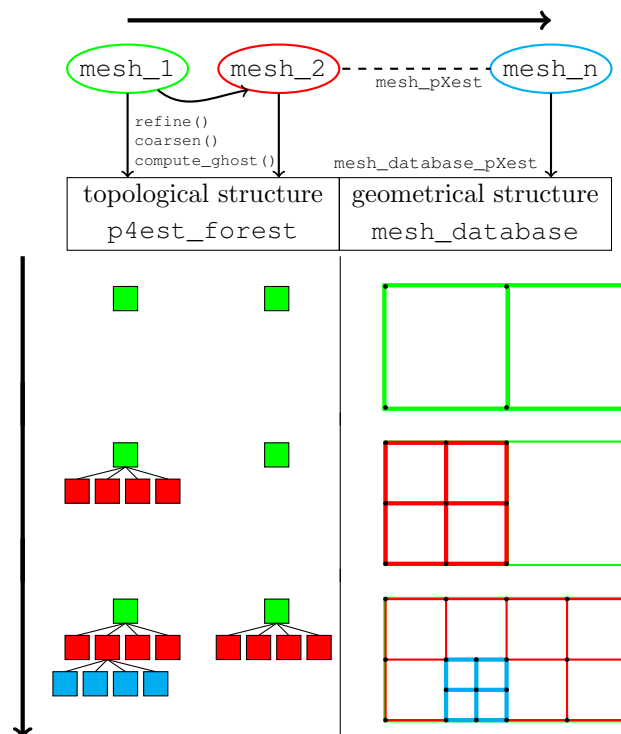 mesh_1
mesh_2
mesh_n
mesh_pXest
refine()
coarsen()
compute_ghost()
mesh_database_pXest
topological structure
geometrical structure
p4est_forest
mesh_database